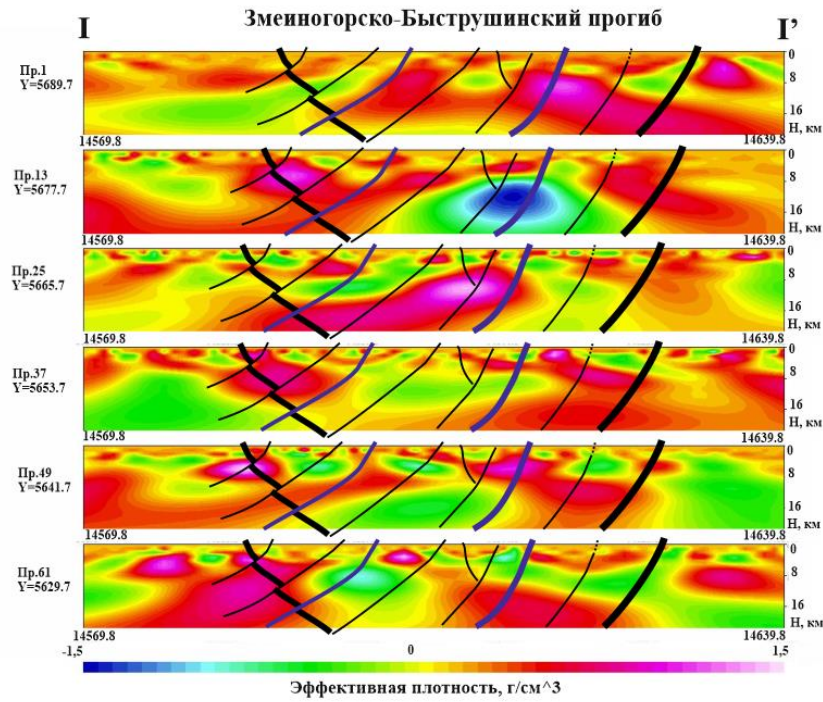 Змеиногорско-Быструшинский прогиб
I I’
Пр.1
Y=5689.7
0
8
16
Н, км
14569.8 14639.8
Пр.13
Y=5677.7
0
8
16
Н, км
14569.8 14639.8
Пр.25
Y=5665.7
0
8
16
Н, км
14569.8 14639.8
Пр.37
Y=5653.7
0
8
16
Н, км
14569.8 14639.8
Пр.49
Y=5641.7
0
8
16
Н, км
14569.8 14639.8
Пр.61
Y=5629.7
0
8
16
Н, км
14569.8 14639.8
-1,5 0 1,5
Эффективная плотность, г/см^3